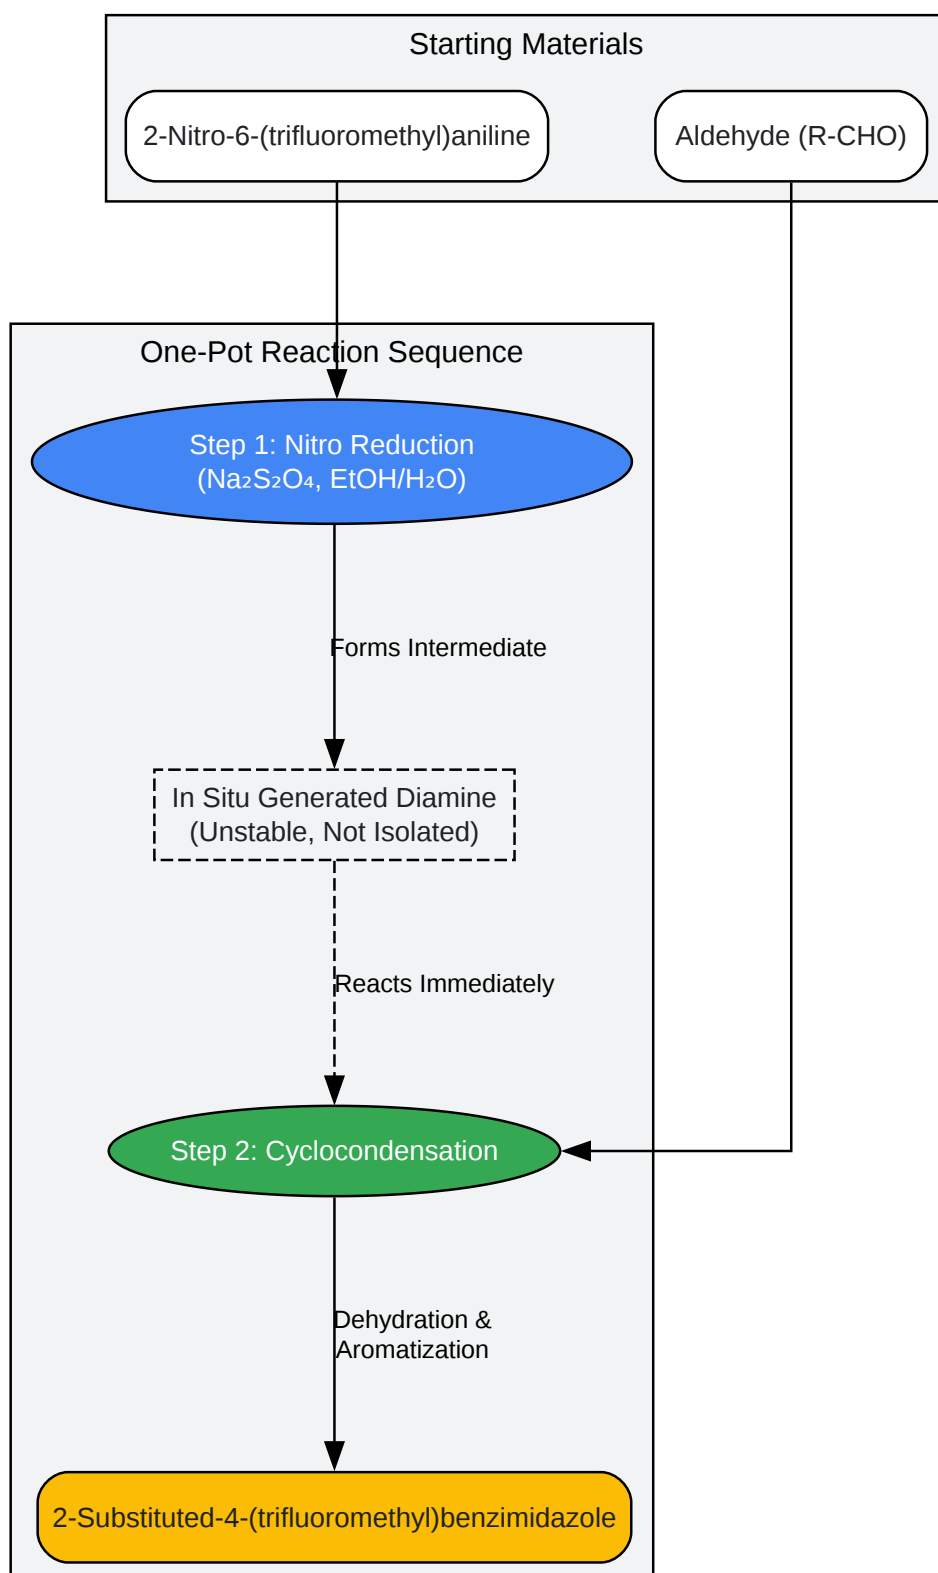 Starting Materials
2-Nitro-6-(trifluoromethyl)aniline
Aldehyde (R-CHO)
One-Pot Reaction Sequence
Step 1: Nitro Reduction
(Na₂S₂O₄, EtOH/H₂O)
Forms Intermediate
In Situ Generated Diamine
(Unstable, Not Isolated)
Reacts Immediately
Step 2: Cyclocondensation
Dehydration &
Aromatization
2-Substituted-4-(trifluoromethyl)benzimidazole